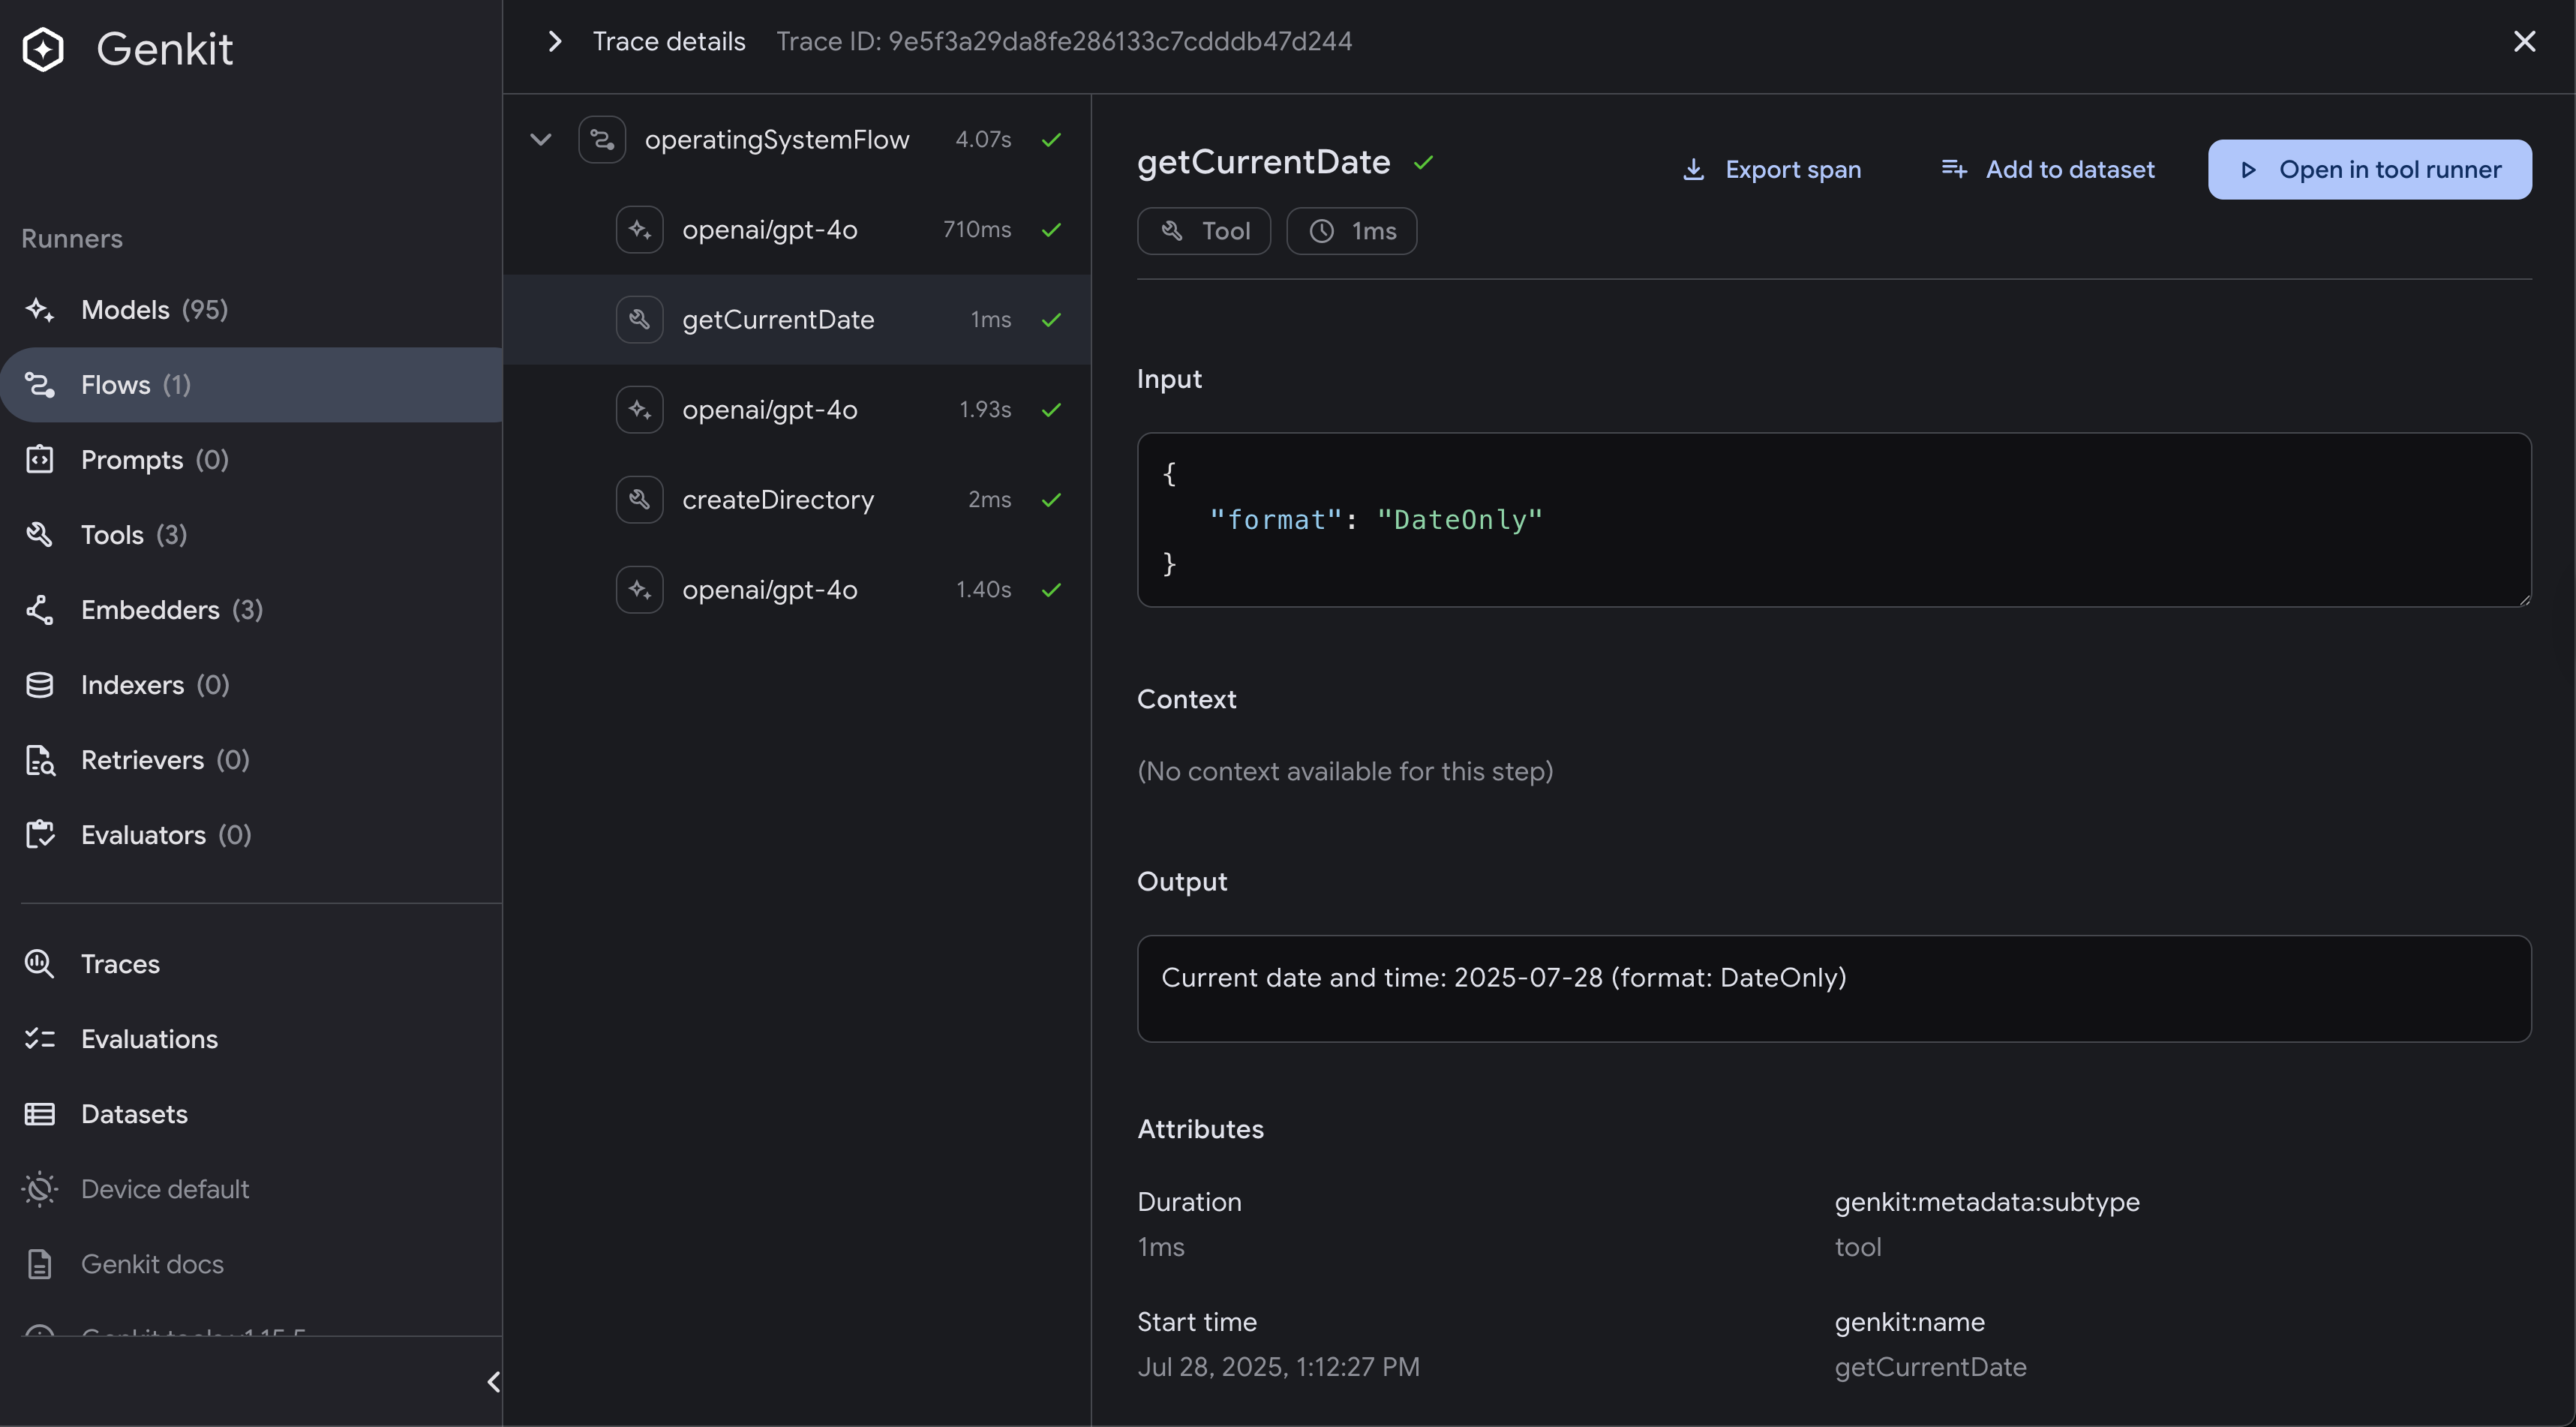 Genkit
Runners
Models (95)
Flows (1)
Prompts (0)
Tools (3)
Embedders (3)
Indexers (0)
Retrievers (0)
Evaluators (0)
Traces
Evaluations
Datasets
Device default
Genkit docs
Genkit tools v1.15.5
Trace details Trace ID: 9e5f3a29da8fe286133c7cdddb47d244
operatingSystemFlow 4.07s
openai/gpt-4o 710ms
getCurrentDate 1ms
openai/gpt-4o 1.93s
createDirectory 2ms
openai/gpt-4o 1.40s
getCurrentDate
Export span
Add to dataset
Open in tool runner
Tool 1ms
Input
{
"format": "DateOnly"
}
Context
(No context available for this step)
Output
Current date and time: 2025-07-28 (format: DateOnly)
Attributes
Duration
1ms
genkit:metadata:subtype
tool
Start time
Jul 28, 2025, 1:12:27 PM
genkit:name
getCurrentDate